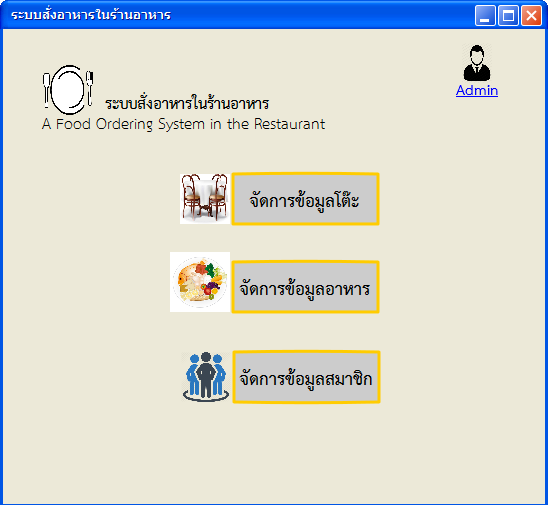 ระบบสั่งอาหารในร้านอาหาร
Admin
ระบบสั่งอาหารในร้านอาหาร
A Food Ordering System in the Restaurant
จัดการข้อมูลโต๊ะ
จัดการข้อมูลอาหาร
จัดการข้อมูลสมาชิก